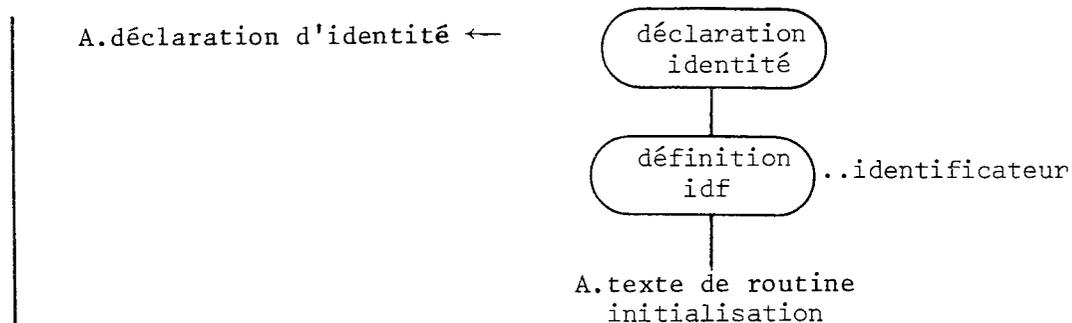 A.déclaration d'identité ←
déclaration
identité
définition
idf
..identificateur
A.texte de routine
initialisation